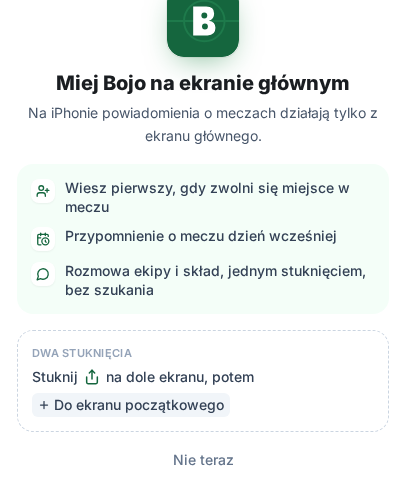 B
Miej Bojo na ekranie głównym
Na iPhonie powiadomienia o meczach działają tylko z
ekranu głównego.
Wiesz pierwszy, gdy zwolni się miejsce w
meczu
Przypomnienie o meczu dzień wcześniej
Rozmowa ekipy i skład, jednym stuknięciem,
bez szukania
DWA STUKNIĘCIA
Stuknij na dole ekranu, potem
+ Do ekranu początkowego
Nie teraz